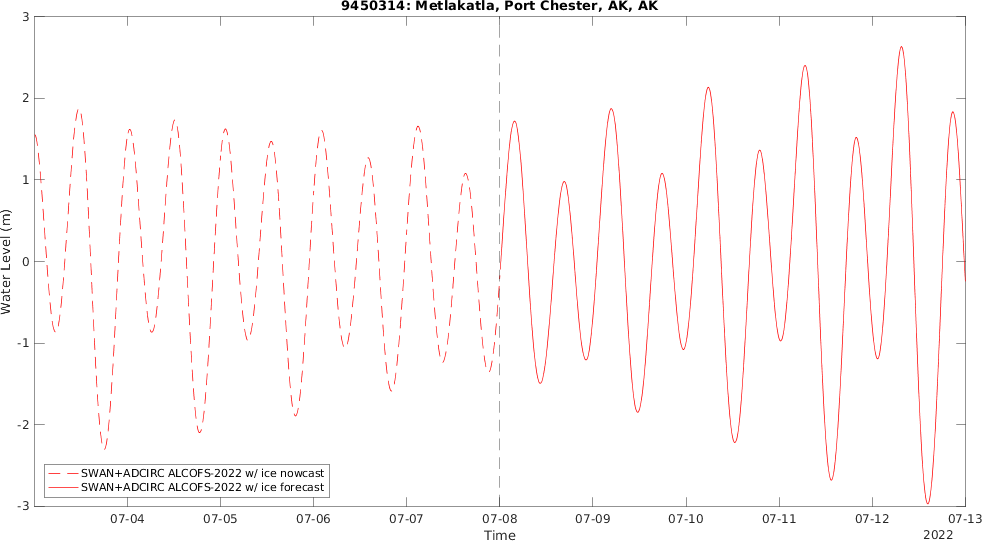 9450314: Metlakatla, Port Chester, AK, AK
3
2
1
0
-1
-2
-3
Water Level (m)
SWAN+ADCIRC ALCOFS-2022 w/ ice nowcast
SWAN+ADCIRC ALCOFS-2022 w/ ice forecast
07-04 07-05 07-06 07-07 07-08 07-09 07-10 07-11 07-12 07-13
Time
2022